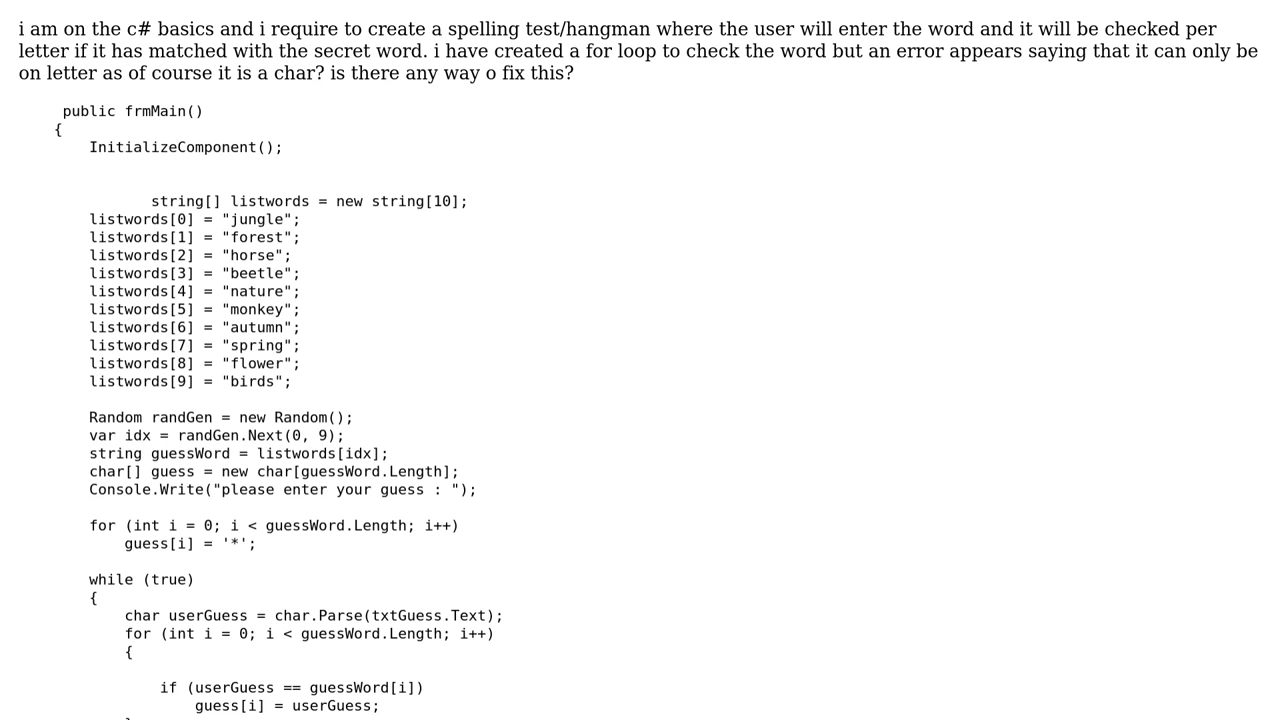 i am on the c# basics and i require to create a spelling test/hangman where the user will enter the word and it will be checked per
letter if it has matched with the secret word. i have created a for loop to check the word but an error appears saying that it can only be
on letter as of course it is a char? is there any way o fix this?
public frmMain()
{
InitializeComponent();
string[] listwords = new string[10];
listwords[0] = "jungle";
listwords[1] = "forest";
listwords[2] = "horse";
listwords[3] = "beetle";
listwords[4] = "nature";
listwords[5] = "monkey";
listwords[6] = "autumn";
listwords[7] = "spring";
listwords[8] = "flower";
listwords[9] = "birds";
Random randGen = new Random();
var idx = randGen.Next(0, 9);
string guessWord = listwords[idx];
char[] guess = new char[guessWord.Length];
Console.Write("please enter your guess : ");
for (int i = 0; i < guessWord.Length; i++)
guess[i] = '*';
while (true)
{
char userGuess = char.Parse(txtGuess.Text);
for (int i = 0; i < guessWord.Length; i++)
{
if (userGuess == guessWord[i])
guess[i] = userGuess;